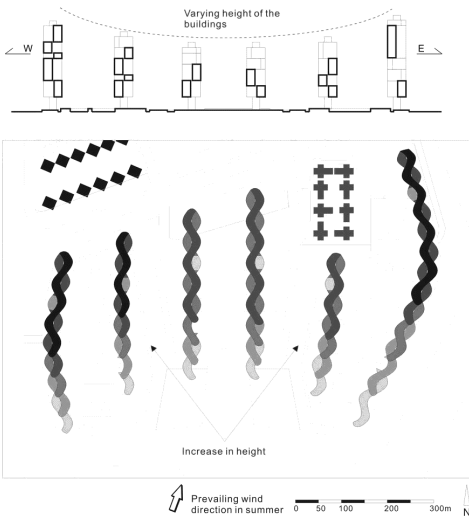 Varying height of the
buildings
W
E
Increase in height
Prevailing wind
direction in summer
0 50 100 200 300m
N